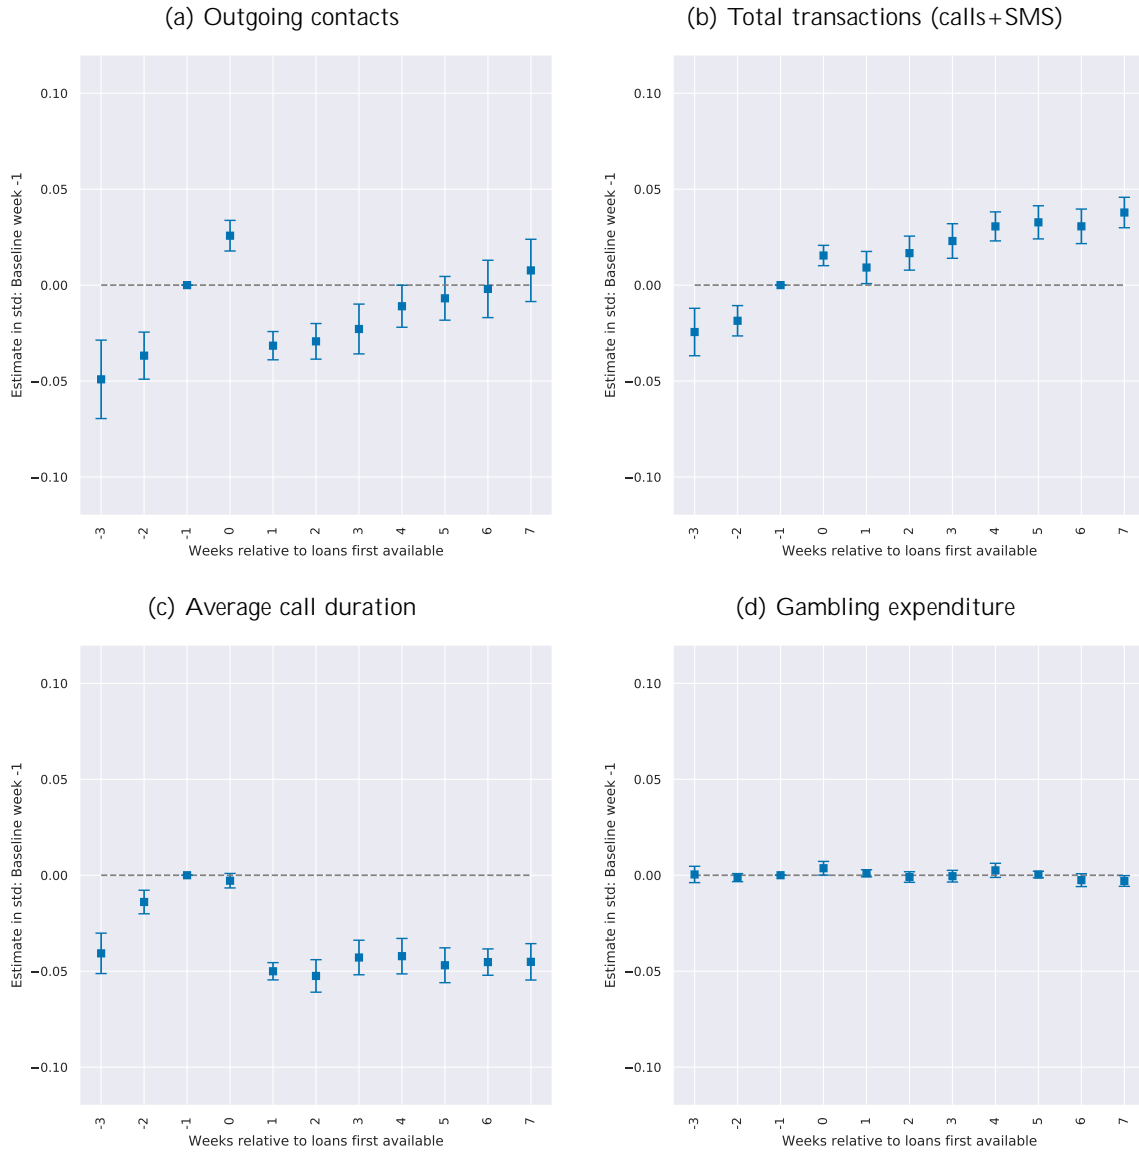 (a) Outgoing contacts
0.10
0.05
0.00
−0.05
−0.10
Estimate in std: Baseline week -1
-3 -2 -1 0 1 2 3 4 5 6 7
Weeks relative to loans first available
(b) Total transactions (calls+SMS)
0.10
0.05
0.00
−0.05
−0.10
Estimate in std: Baseline week -1
-3 -2 -1 0 1 2 3 4 5 6 7
Weeks relative to loans first available
(c) Average call duration
0.10
0.05
0.00
−0.05
−0.10
Estimate in std: Baseline week -1
-3 -2 -1 0 1 2 3 4 5 6 7
Weeks relative to loans first available
(d) Gambling expenditure
0.10
0.05
0.00
−0.05
−0.10
Estimate in std: Baseline week -1
-3 -2 -1 0 1 2 3 4 5 6 7
Weeks relative to loans first available